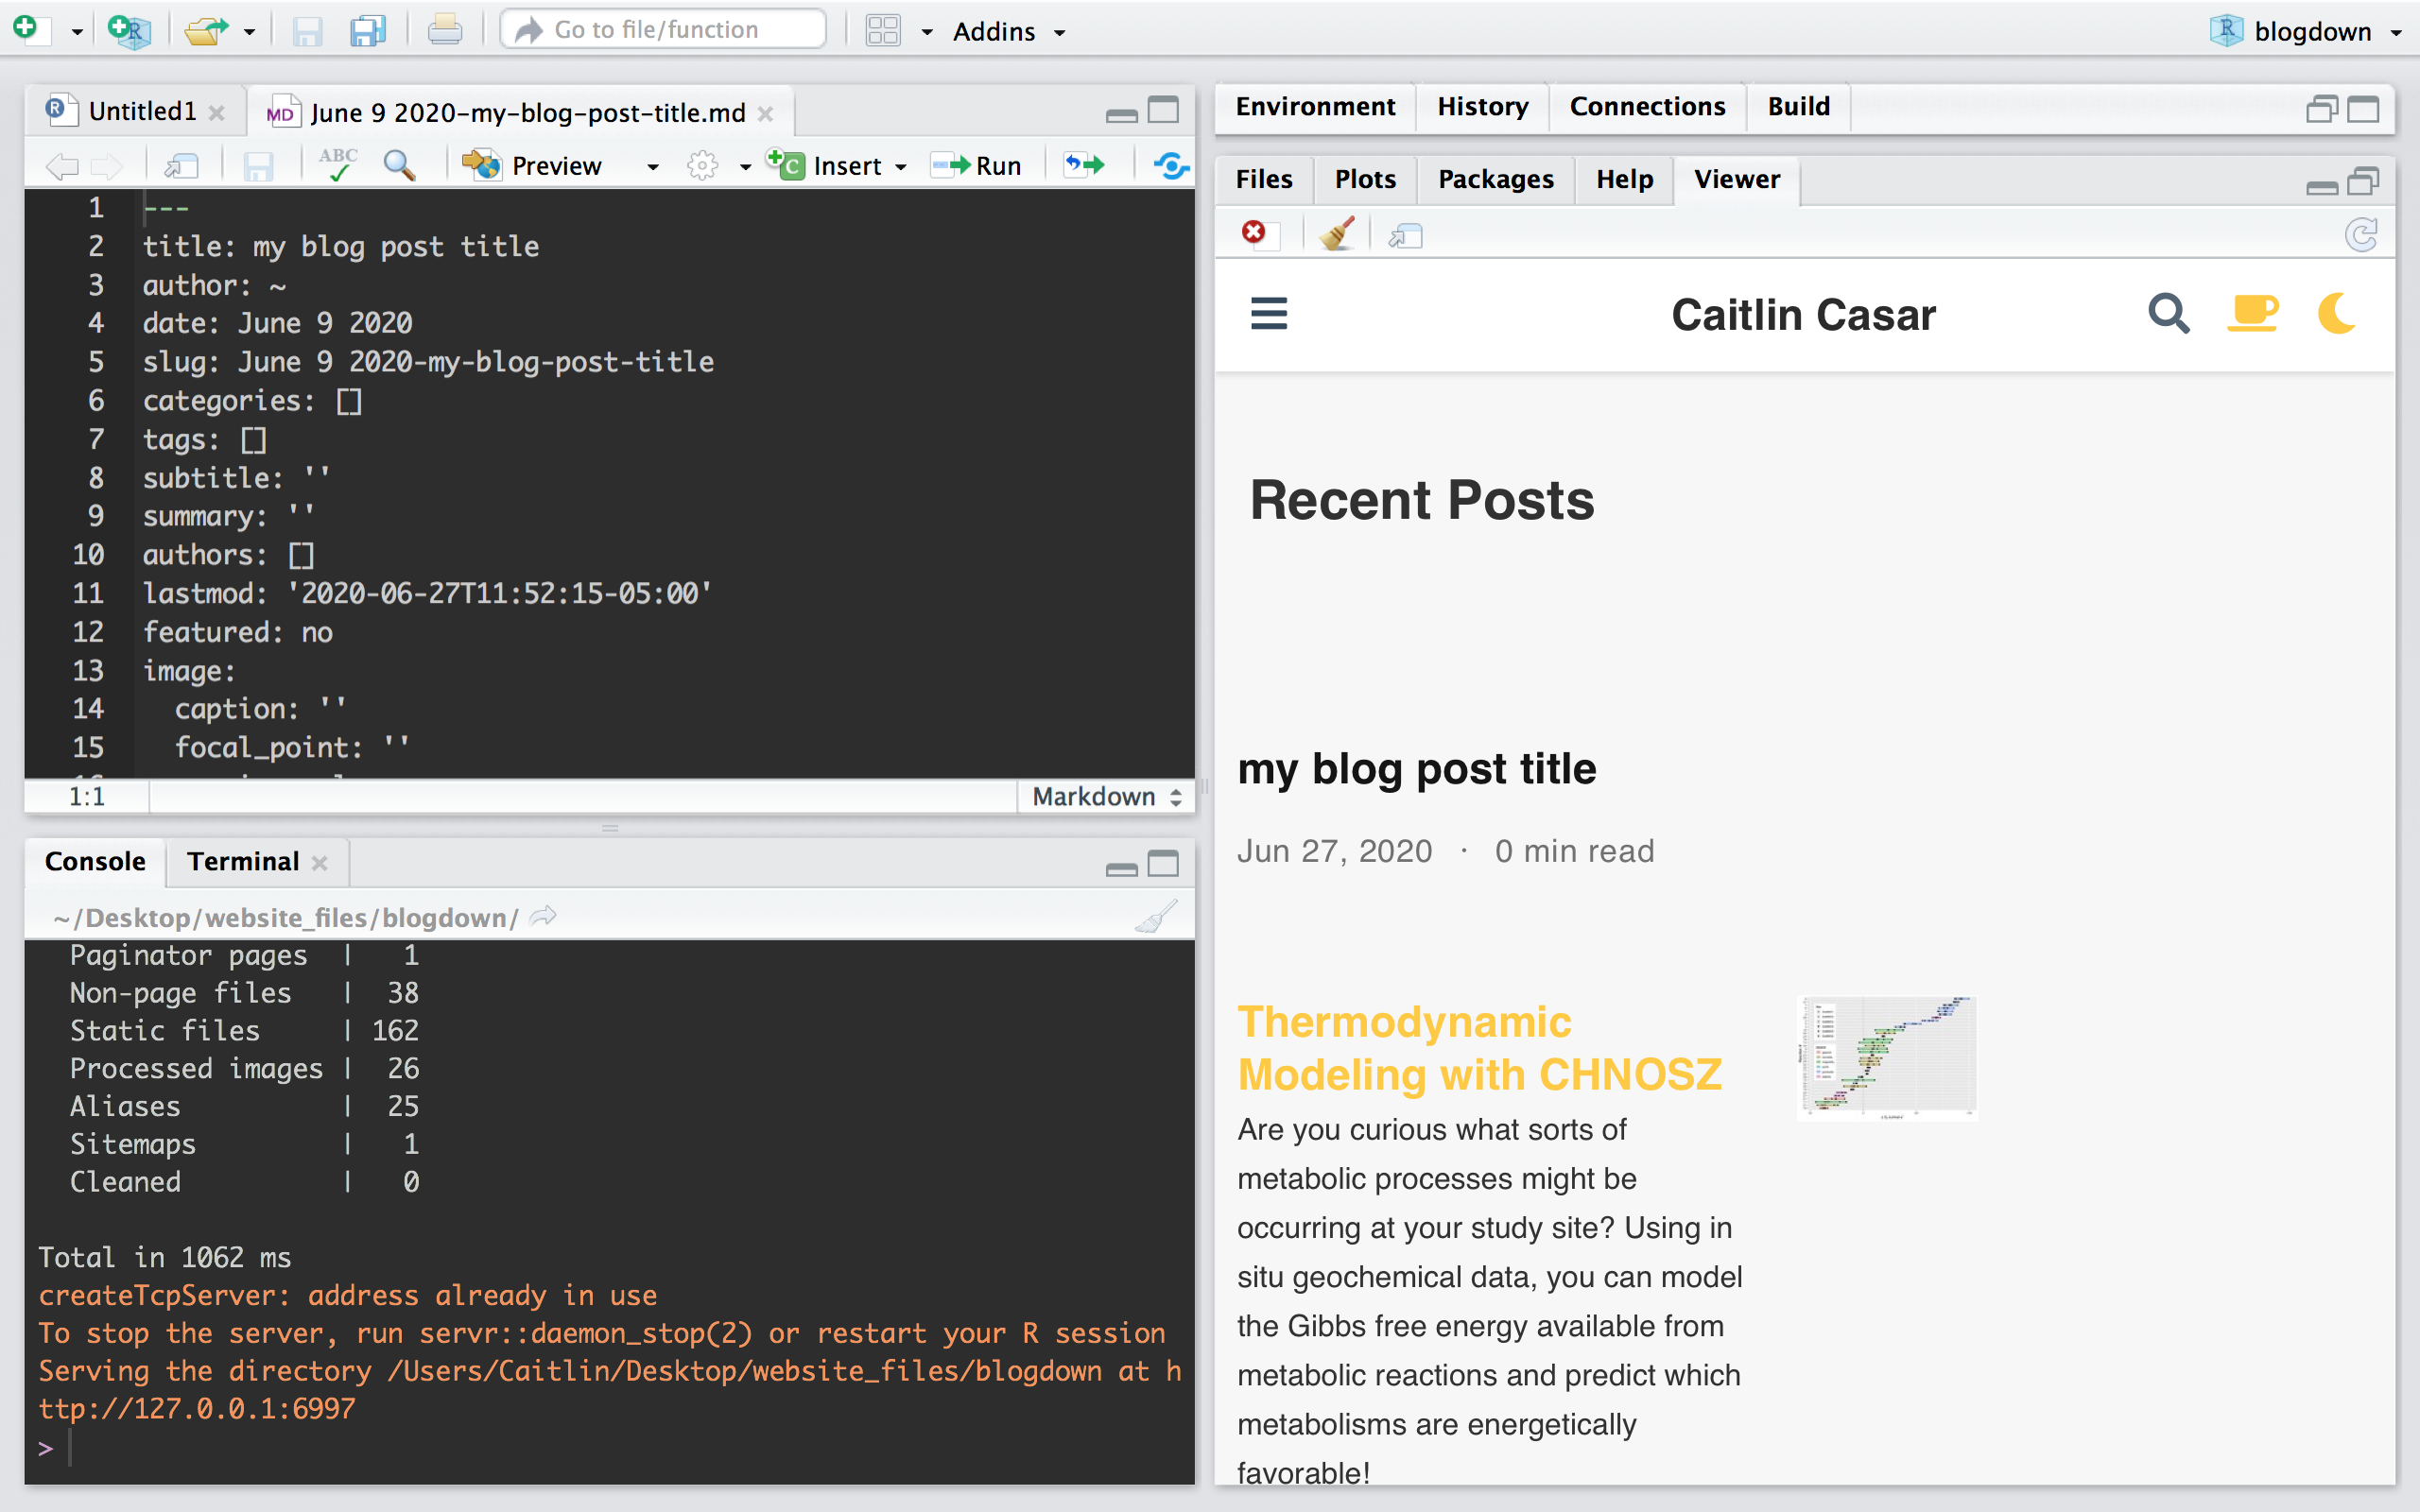 Go to file/function
Addins
blogdown
Untitled1
MD June 9 2020-my-blog-post-title.md
ABC
Preview
Insert
Run
1 ---
2 title: my blog post title
3 author: ~
4 date: June 9 2020
5 slug: June 9 2020-my-blog-post-title
6 categories: []
7 tags: []
8 subtitle: ''
9 summary: ''
10 authors: []
11 lastmod: '2020-06-27T11:52:15-05:00'
12 featured: no
13 image:
14 caption: ''
15 focal_point: ''
1:1
Markdown
Console
Terminal
~/Desktop/website_files/blogdown/
Paginator pages | 1
Non-page files | 38
Static files | 162
Processed images | 26
Aliases | 25
Sitemaps | 1
Cleaned | 0
Total in 1062 ms
createTcpServer: address already in use
To stop the server, run servr::daemon_stop(2) or restart your R session
Serving the directory /Users/Caitlin/Desktop/website_files/blogdown at h
ttp://127.0.0.1:6997
>
Environment
History
Connections
Build
Files
Plots
Packages
Help
Viewer
Caitlin Casar
Recent Posts
my blog post title
Jun 27, 2020 · 0 min read
Thermodynamic
Modeling with CHNOSZ
Are you curious what sorts of
metabolic processes might be
occurring at your study site? Using in
situ geochemical data, you can model
the Gibbs free energy available from
metabolic reactions and predict which
metabolisms are energetically
favorable!